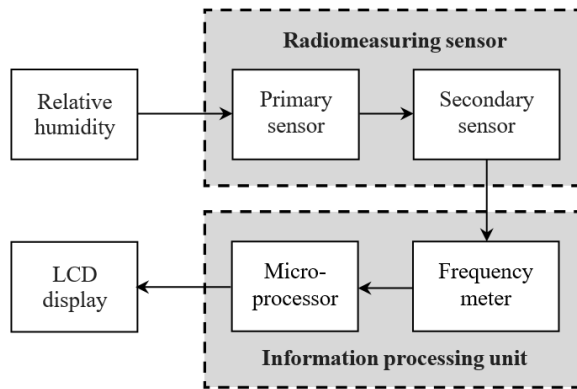 Radiomeasuring sensor
Relative
humidity
Primary
sensor
Secondary
sensor
LCD
display
Micro-
processor
Frequency
meter
Information processing unit